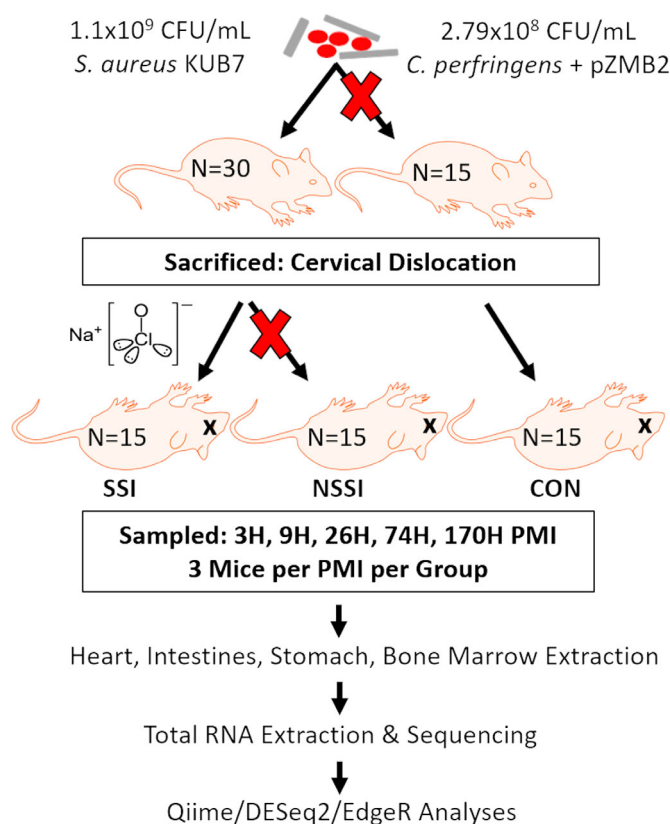 1.1x10⁹ CFU/mL
S. aureus KUB7
2.79x10⁸ CFU/mL
C. perfringens + pZMB2
N=30
N=15
Sacrificed: Cervical Dislocation
Na⁺ [O Cl]⁻
N=15 X
N=15 X
N=15 X
SSI
NSSI
CON
Sampled: 3H, 9H, 26H, 74H, 170H PMI
3 Mice per PMI per Group
Heart, Intestines, Stomach, Bone Marrow Extraction
Total RNA Extraction & Sequencing
Qiime/DESeq2/EdgeR Analyses